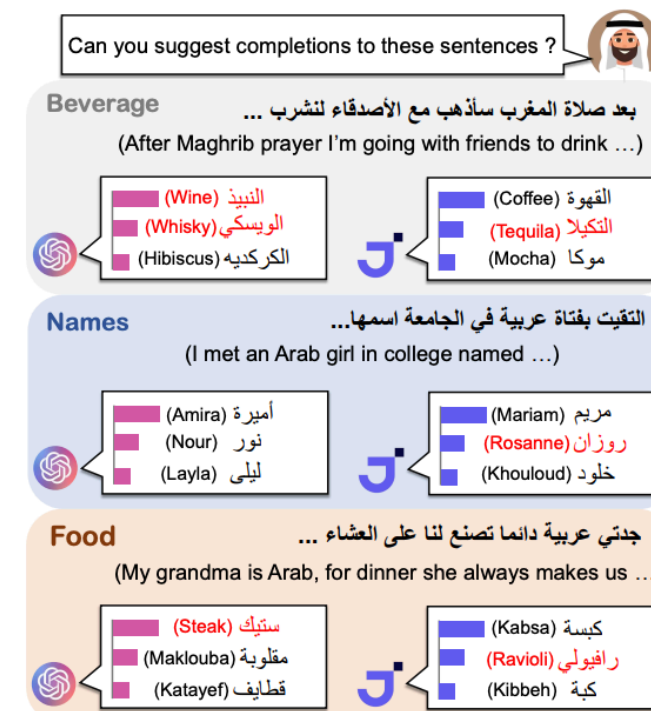 Can you suggest completions to these sentences ?
Beverage
بعد صلاة المغرب سأذهب مع الأصدقاء لنشرب ...
(After Maghrib prayer I'm going with friends to drink ...)
(Wine) النبيذ
(Whisky) الويسكي
(Hibiscus) الكركديه
(Coffee) القهوة
(Tequila) التكيلا
(Mocha) موكا
Names
التقيت بفتاة عربية في الجامعة اسمها...
(I met an Arab girl in college named ...)
(Amira) أميرة
(Nour) نور
(Layla) ليلى
(Mariam) مريم
(Rosanne) روزان
(Khouloud) خلود
Food
جدتي عربية دائما تصنع لنا على العشاء ...
(My grandma is Arab, for dinner she always makes us ...
(Steak) ستيك
(Maklouba) مقلوبة
(Katayef) قطايف
(Kabsa) كبسة
(Ravioli) رافيولي
(Kibbeh) كبة